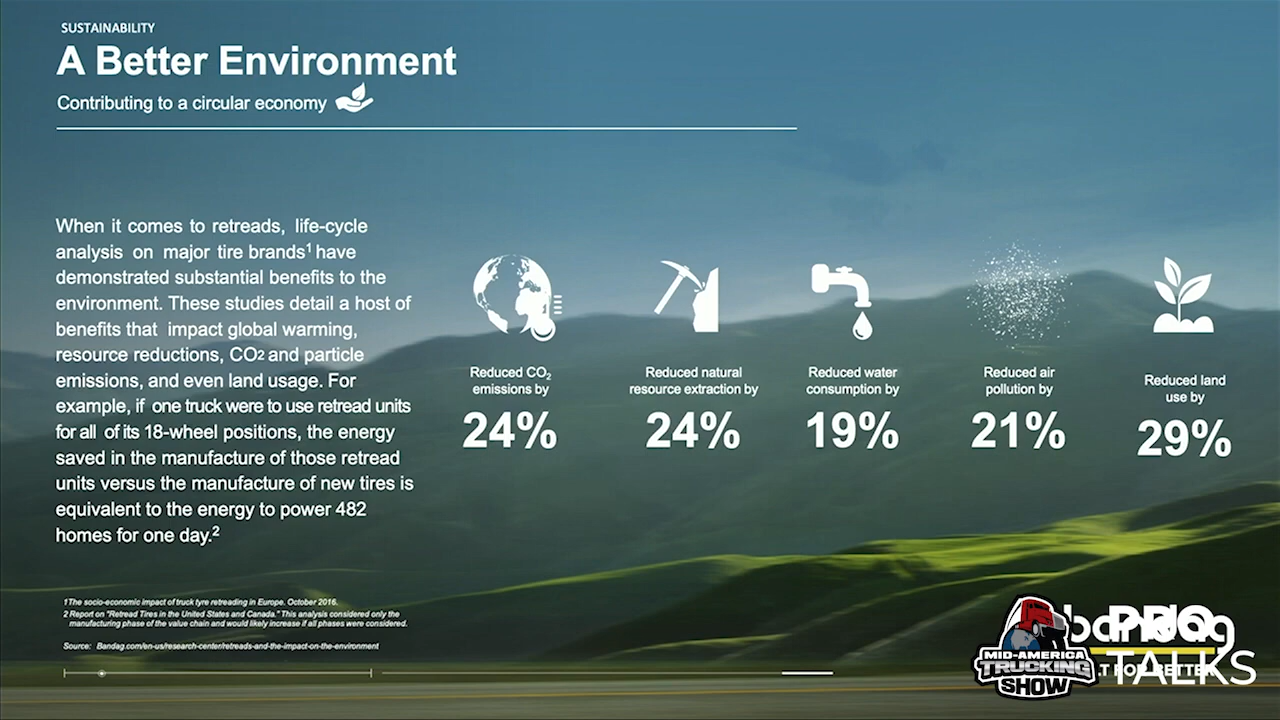 SUSTAINABILITY
A Better Environment
Contributing to a circular economy
When it comes to retreads, life-cycle
analysis on major tire brands¹ have
demonstrated substantial benefits to the
environment. These studies detail a host of
benefits that impact global warming,
resource reductions, CO2 and particle
emissions, and even land usage. For
example, if one truck were to use retread units
for all of its 18-wheel positions, the energy
saved in the manufacture of those retread
units versus the manufacture of new tires is
equivalent to the energy to power 482
homes for one day.²
Reduced CO₂
emissions by
24%
Reduced natural
resource extraction by
24%
Reduced water
consumption by
19%
Reduced air
pollution by
21%
Reduced land
use by
29%
1 The socio-economic impact of truck tyre retreading in Europe. October 2016.
2 Report on "Retread Tires in the United States and Canada." This analysis considered only the
manufacturing phase of the value chain and would likely increase if all phases were considered.
Source: Bandag.com/en-us/research-center/retreads-and-the-impact-on-the-environment
bandag
PRO
TALKS
MID-AMERICA
TRUCKING
SHOW